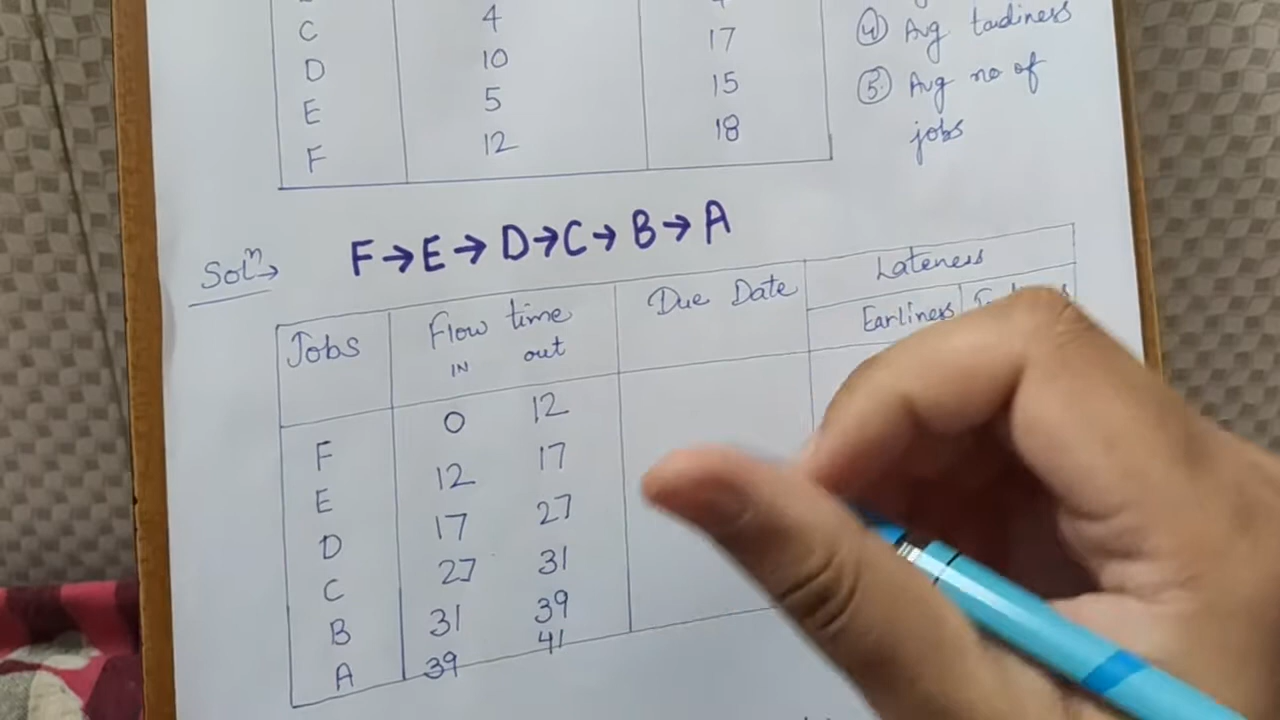 C 4
D 10 17
E 5 15
F 12 18
④ Avg tardiness
⑤ Avg no of
jobs
Solⁿ→ F→E→D→C→B→A
Jobs Flow time Due Date Lateness
IN out Earliness
F 0 12
E 12 17
D 17 27
C 27 31
B 31 39
A 39 41